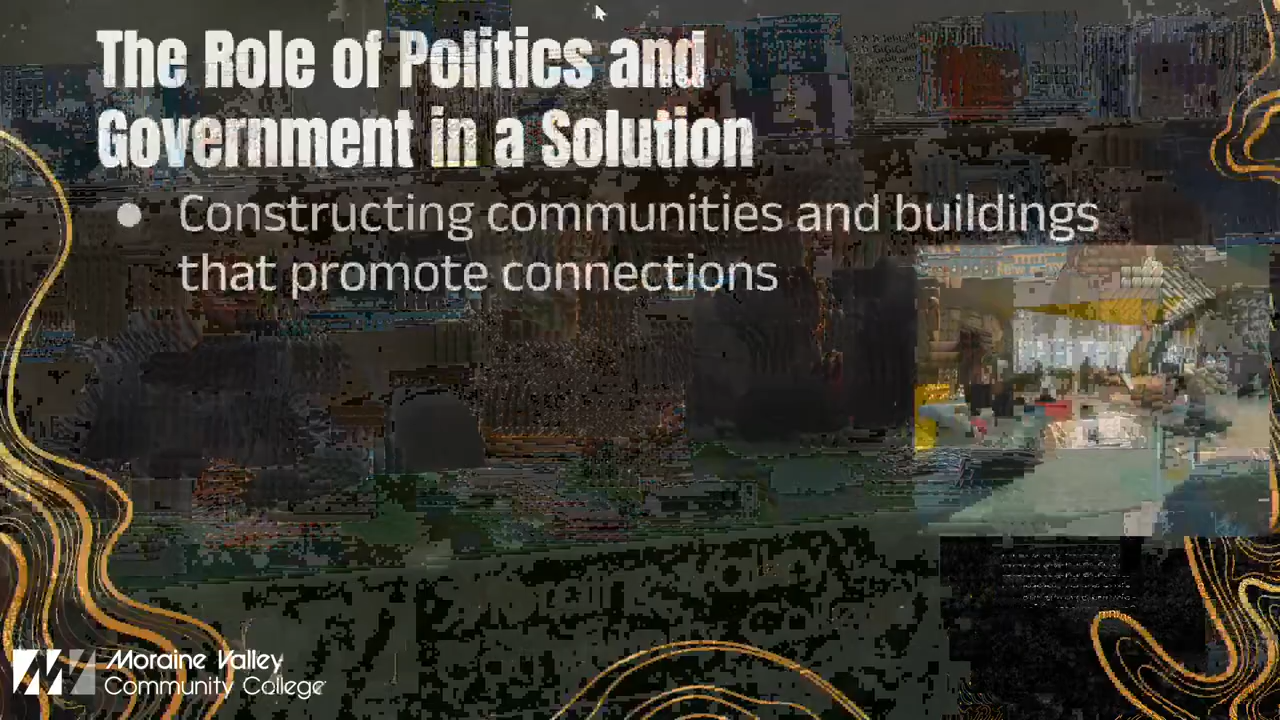 The Role of Politics and
Government in a Solution
● Constructing communities and buildings
that promote connections
Moraine Valley
Community College